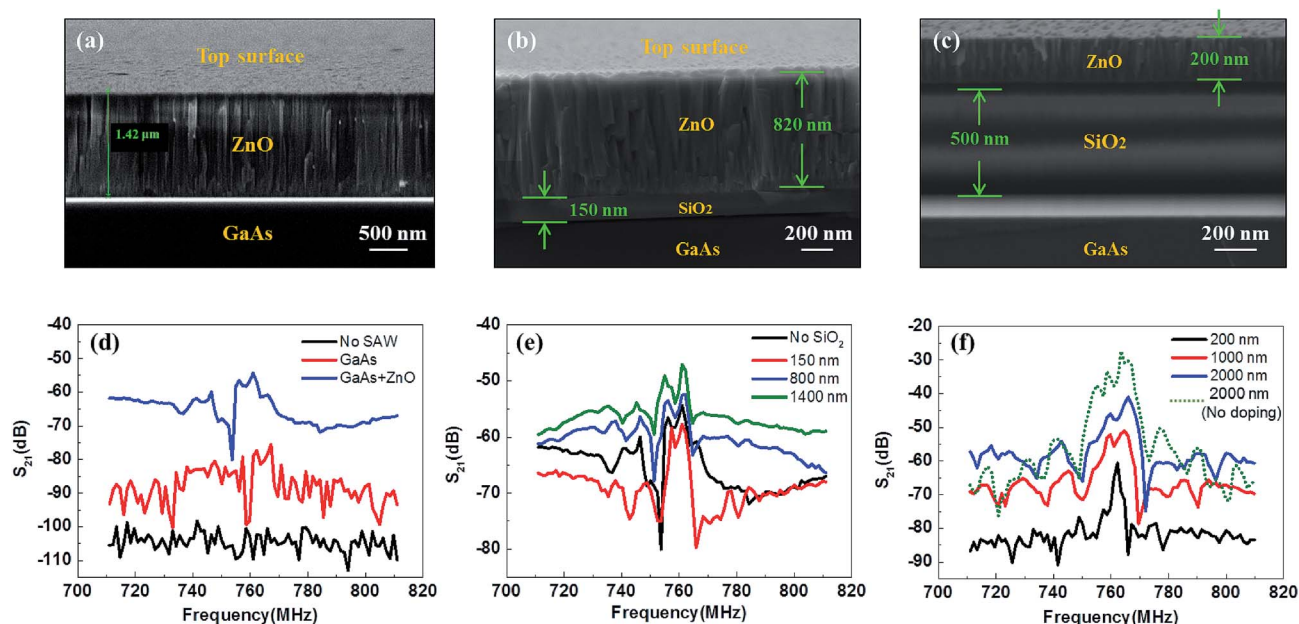 (a)
Top surface
1.42 μm
ZnO
GaAs
500 nm
(b)
Top surface
ZnO
820 nm
150 nm
SiO₂
GaAs
200 nm
(c)
ZnO
200 nm
500 nm
SiO₂
200 nm
GaAs
(d)
No SAW
GaAs
GaAs+ZnO
-40
-50
-60
-70
-80
-90
-100
-110
S₂₁(dB)
700 720 740 760 780 800 820
Frequency(MHz)
(e)
No SiO₂
150 nm
800 nm
1400 nm
-40
-50
-60
-70
-80
S₂₁(dB)
700 720 740 760 780 800 820
Frequency(MHz)
(f)
200 nm
1000 nm
2000 nm
2000 nm
(No doping)
-20
-30
-40
-50
-60
-70
-80
-90
S₂₁(dB)
700 720 740 760 780 800 820
Frequency(MHz)